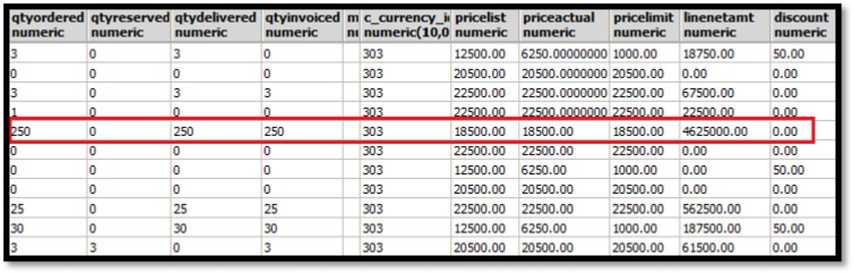 qtyordered qtyreserved qtydelivered qtyinvoiced c_currency_i pricelist priceactual pricelimit linenetamt discount
numeric numeric numeric numeric numeric(10,0 numeric numeric numeric numeric numeric
3 0 3 0 303 12500.00 6250.00000000 1000.00 18750.00 50.00
0 0 0 0 303 20500.00 20500.0000000 20500.00 0.00 0.00
3 0 3 3 303 22500.00 22500.0000000 22500.00 67500.00 0.00
1 0 0 0 303 22500.00 22500.0000000 22500.00 22500.00 0.00
250 0 250 250 303 18500.00 18500.00 18500.00 4625000.00 0.00
0 0 0 0 303 22500.00 22500.00 22500.00 0.00 0.00
0 0 0 0 303 12500.00 6250.00 1000.00 0.00 50.00
0 0 0 0 303 20500.00 20500.00 20500.00 0.00 0.00
25 0 25 25 303 22500.00 22500.00 22500.00 562500.00 0.00
30 0 30 30 303 12500.00 6250.00 1000.00 187500.00 50.00
3 3 0 3 303 20500.00 20500.00 20500.00 61500.00 0.00